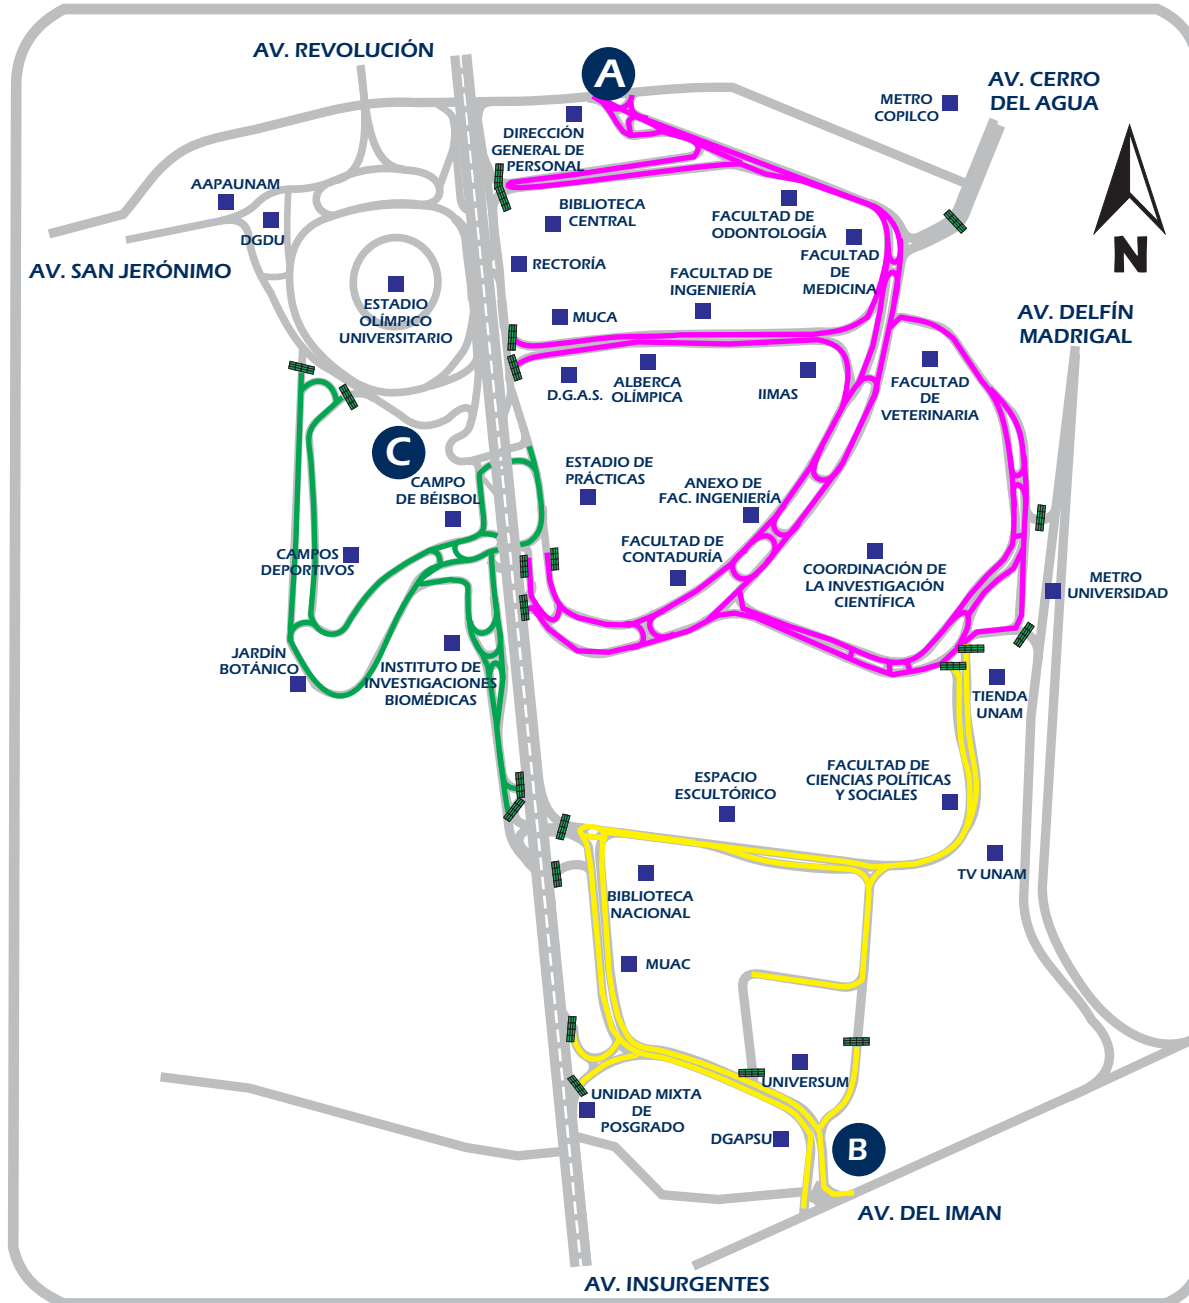 AV. REVOLUCIÓN
A
AV. CERRO
DEL AGUA
METRO
COPILCO
DIRECCIÓN
GENERAL DE
PERSONAL
AAPAUNAM
DGDU
BIBLIOTECA
CENTRAL
FACULTAD DE
ODONTOLOGÍA
FACULTAD
DE
MEDICINA
N
AV. SAN JERÓNIMO
RECTORÍA
FACULTAD DE
INGENIERÍA
ESTADIO
OLÍMPICO
UNIVERSITARIO
MUCA
AV. DELFÍN
MADRIGAL
D.G.A.S.
ALBERCA
OLÍMPICA
IIMAS
FACULTAD
DE
VETERINARIA
C
CAMPO
DE BÉISBOL
ESTADIO DE
PRÁCTICAS
ANEXO DE
FAC. INGENIERÍA
CAMPOS
DEPORTIVOS
FACULTAD DE
CONTADURÍA
COORDINACIÓN DE
LA INVESTIGACIÓN
CIENTÍFICA
METRO
UNIVERSIDAD
JARDÍN
BOTÁNICO
INSTITUTO DE
INVESTIGACIONES
BIOMÉDICAS
TIENDA
UNAM
ESPACIO
ESCULTÓRICO
FACULTAD DE
CIENCIAS POLÍTICAS
Y SOCIALES
TV UNAM
BIBLIOTECA
NACIONAL
MUAC
UNIVERSUM
UNIDAD MIXTA
DE
POSGRADO
DGAPSU
B
AV. DEL IMAN
AV. INSURGENTES